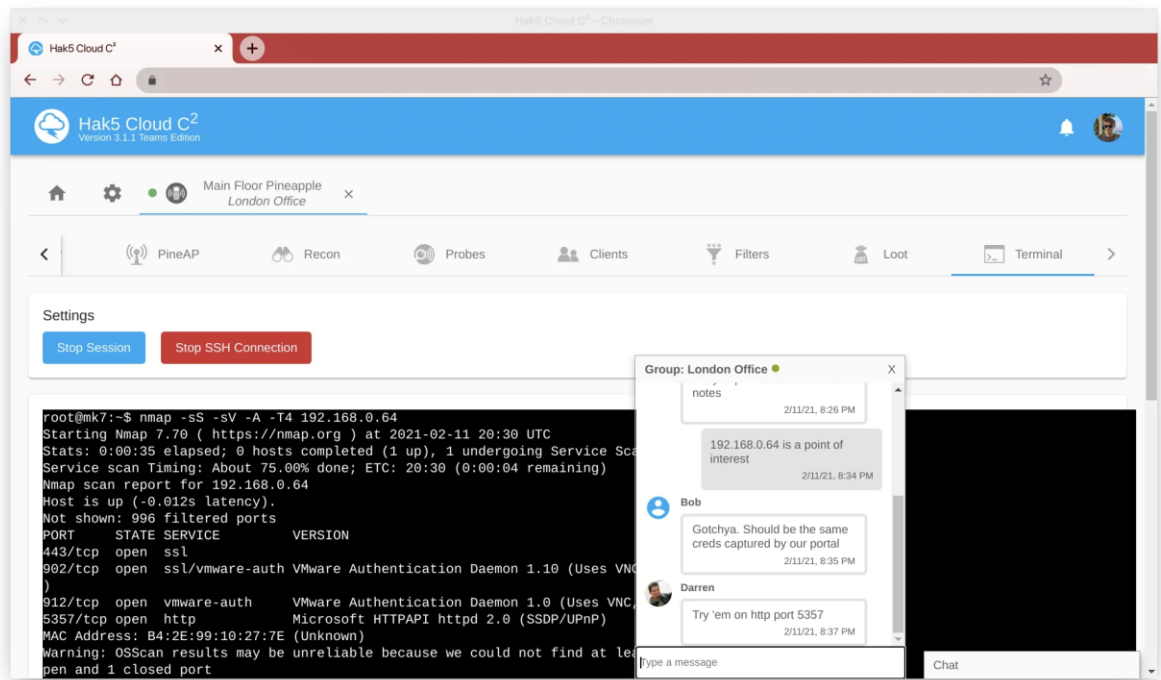 Hak5 Cloud C² - Chromium
Hak5 Cloud C²
Hak5 Cloud C²
Version 3.1.1 Teams Edition
Main Floor Pineapple
London Office
PineAP Recon Probes Clients Filters Loot Terminal
Settings
Stop Session Stop SSH Connection
root@mk7:~$ nmap -sS -sV -A -T4 192.168.0.64
Starting Nmap 7.70 ( https://nmap.org ) at 2021-02-11 20:30 UTC
Stats: 0:00:35 elapsed; 0 hosts completed (1 up), 1 undergoing Service Sca
Service scan Timing: About 75.00% done; ETC: 20:30 (0:00:04 remaining)
Nmap scan report for 192.168.0.64
Host is up (-0.012s latency).
Not shown: 996 filtered ports
PORT STATE SERVICE VERSION
443/tcp open ssl
902/tcp open ssl/vmware-auth VMware Authentication Daemon 1.10 (Uses VNC
)
912/tcp open vmware-auth VMware Authentication Daemon 1.0 (Uses VNC,
5357/tcp open http Microsoft HTTPAPI httpd 2.0 (SSDP/UPnP)
MAC Address: B4:2E:99:10:27:7E (Unknown)
Warning: OSScan results may be unreliable because we could not find at lea
pen and 1 closed port
Group: London Office X
notes
2/11/21, 8:26 PM
192.168.0.64 is a point of
interest
2/11/21, 8:34 PM
Bob
Gotchya. Should be the same
creds captured by our portal
2/11/21, 8:35 PM
Darren
Try 'em on http port 5357
2/11/21, 8:37 PM
Type a message
Chat